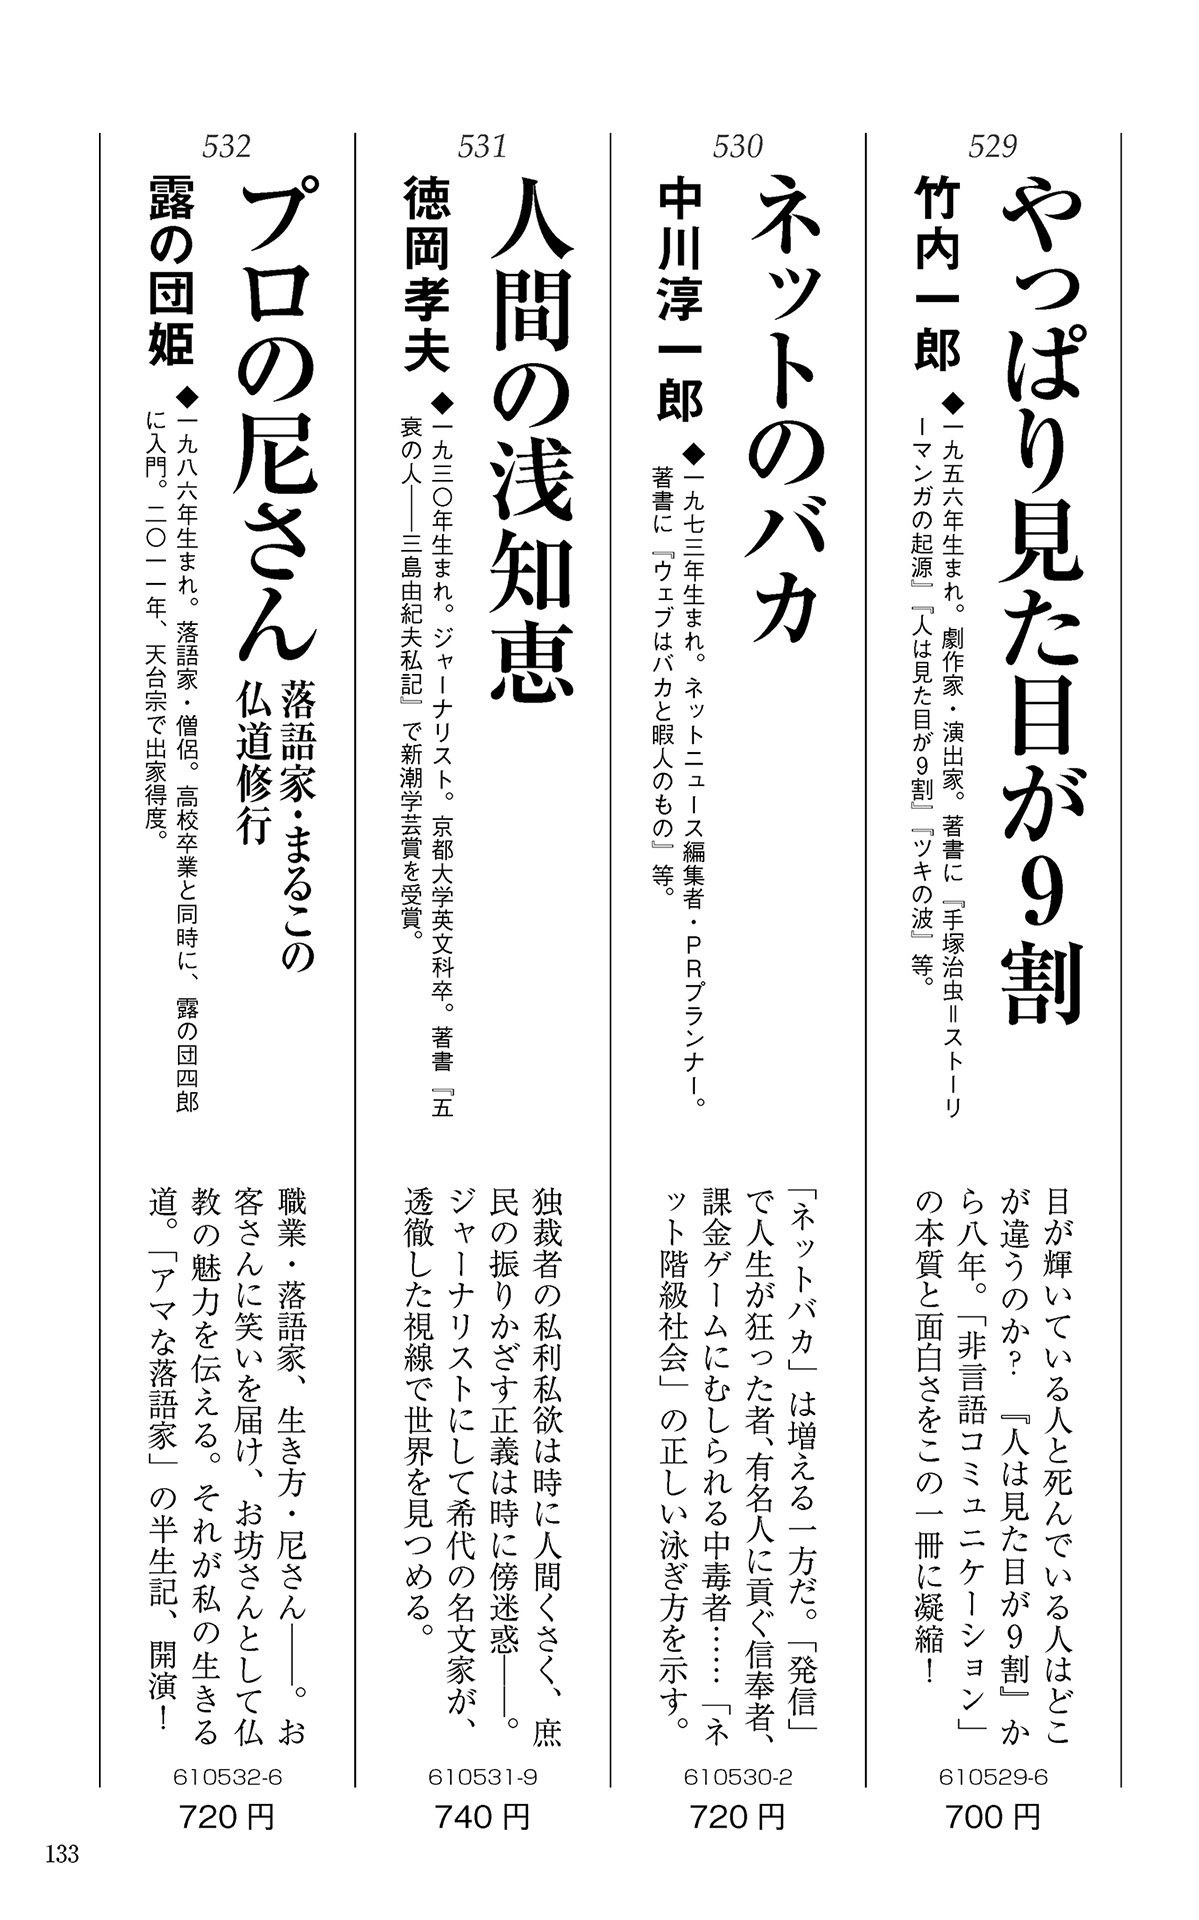 529
やっぱり見た目が9割
竹内一郎
◆一九五六年生まれ。劇作家・演出家。著書に『手塚治虫＝ストーリ
ーマンガの起源』『人は見た目が9割』『ツキの波』等。
目が輝いている人と死んでいる人はどこ
が違うのか？　『人は見た目が9割』か
ら八年。「非言語コミュニケーション」
の本質と面白さをこの一冊に凝縮！
610529-6
700円
530
ネットのバカ
中川淳一郎
◆一九七三年生まれ。ネットニュース編集者・PRプランナー。
著書に『ウェブはバカと暇人のもの』等。
「ネットバカ」は増える一方だ。「発信」
で人生が狂った者、有名人に貢ぐ信奉者、
課金ゲームにむしられる中毒者……「ネ
ット階級社会」の正しい泳ぎ方を示す。
610530-2
720円
531
人間の浅知恵
徳岡孝夫
◆一九三〇年生まれ。ジャーナリスト。京都大学英文科卒。著書『五
衰の人――三島由紀夫私記』で新潮学芸賞を受賞。
独裁者の私利私欲は時に人間くさく、庶
民の振りかざす正義は時に傍迷惑――。
ジャーナリストにして希代の名文家が、
透徹した視線で世界を見つめる。
610531-9
740円
532
プロの尼さん
落語家・まるこの
仏道修行
露の団姫
◆一九八六年生まれ。落語家・僧侶。高校卒業と同時に、露の団四郎
に入門。二〇一一年、天台宗で出家得度。
職業・落語家、生き方・尼さん――。お
客さんに笑いを届け、お坊さんとして仏
教の魅力を伝える。それが私の生きる
道。「アマな落語家」の半生記、開演！
610532-6
720円
133